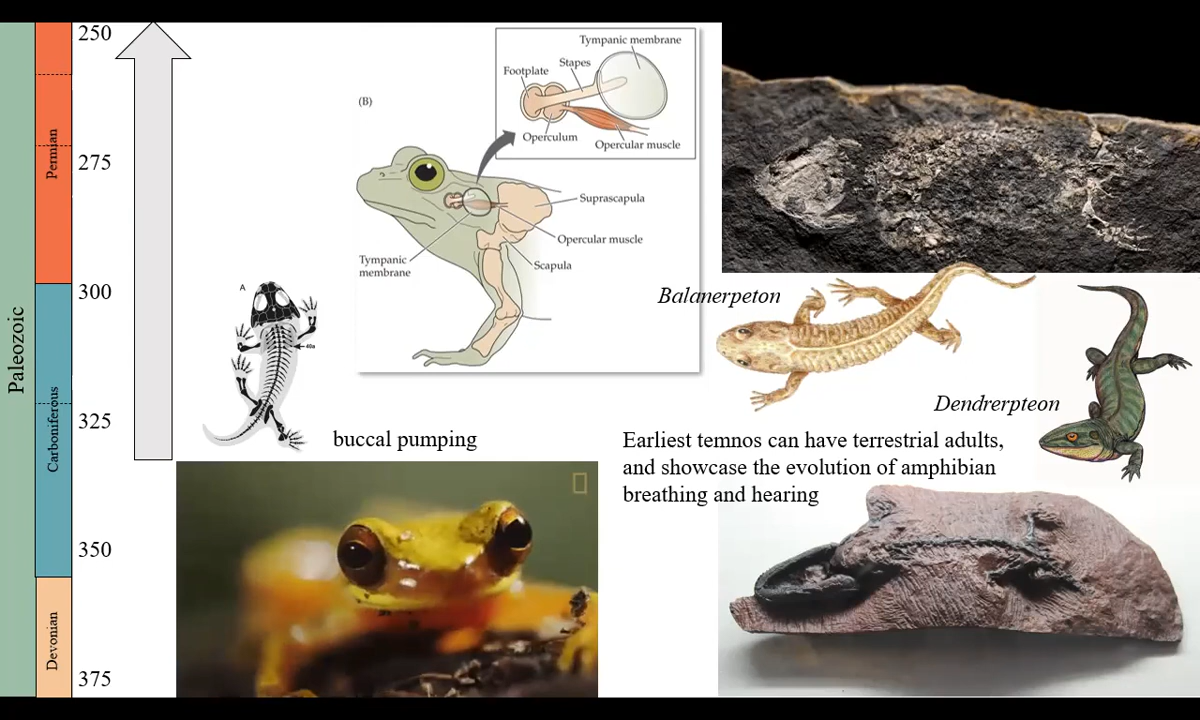 Paleozoic
Permian
Carboniferous
Devonian
250
275
300
325
350
375
A
(B)
Tympanic membrane
Stapes
Footplate
Operculum
Opercular muscle
Suprascapula
Opercular muscle
Scapula
Tympanic
membrane
buccal pumping
Balanerpeton
Dendrerpteon
Earliest temnos can have terrestrial adults,
and showcase the evolution of amphibian
breathing and hearing